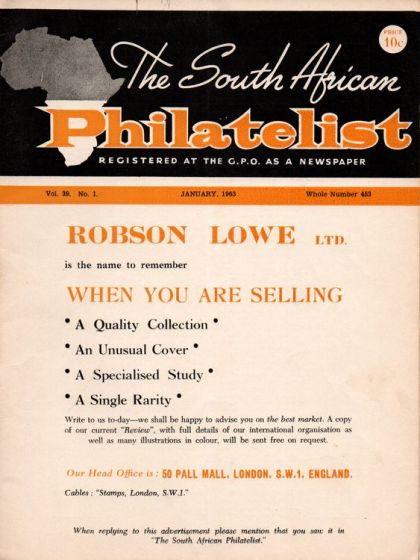 PRICE
10c
The South African
Philatelist
REGISTERED AT THE G.P.O. AS A NEWSPAPER
Vol. 39. No. 1. JANUARY, 1963 Whole Number 453
ROBSON LOWE LTD.
is the name to remember
WHEN YOU ARE SELLING
• A Quality Collection •
• An Unusual Cover •
• A Specialised Study •
• A Single Rarity •
Write to us to-day—we shall be happy to advise you on the best market. A copy
of our current "Review", with full details of our international organisation as
well as many illustrations in colour, will be sent free on request.
Our Head Office is : 50 PALL MALL, LONDON, S.W.1, ENGLAND.
Cables : "Stamps, London, S.W.1."
When replying to this advertisement please mention that you saw it in
"The South African Philatelist."